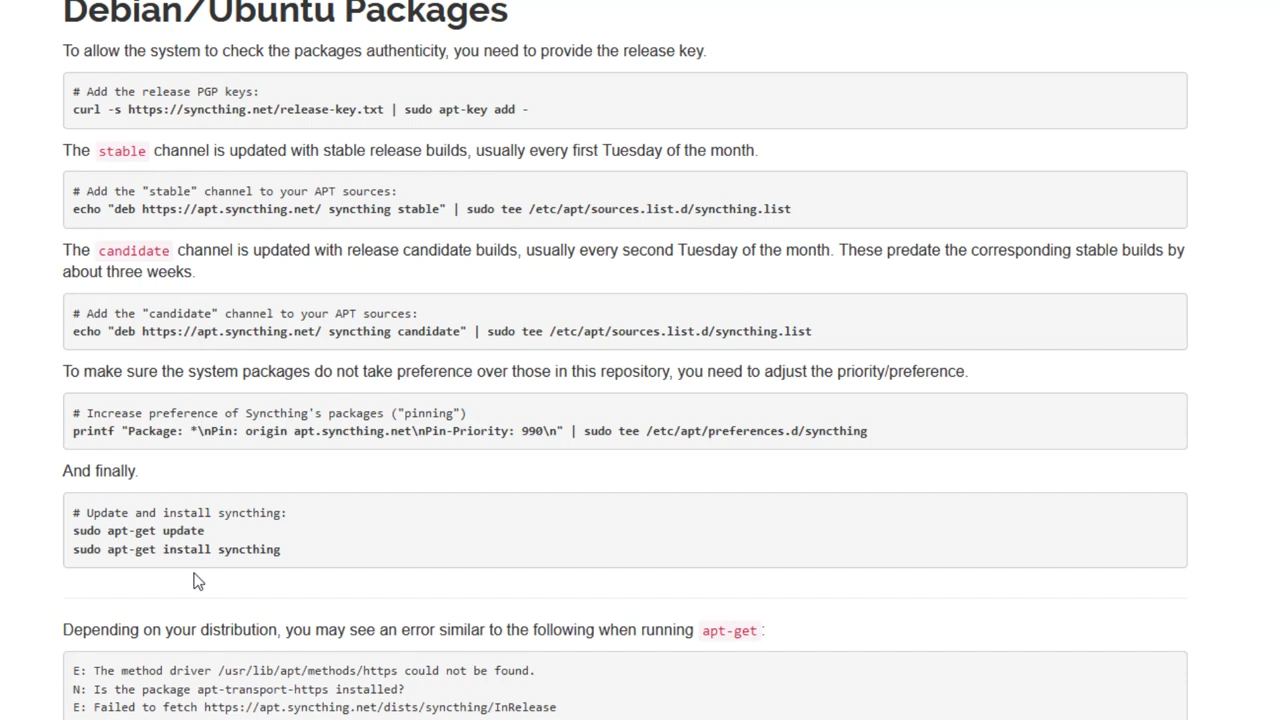 Debian/Ubuntu Packages
To allow the system to check the packages authenticity, you need to provide the release key.
# Add the release PGP keys:
curl -s https://syncthing.net/release-key.txt | sudo apt-key add -
The stable channel is updated with stable release builds, usually every first Tuesday of the month.
# Add the "stable" channel to your APT sources:
echo "deb https://apt.syncthing.net/ syncthing stable" | sudo tee /etc/apt/sources.list.d/syncthing.list
The candidate channel is updated with release candidate builds, usually every second Tuesday of the month. These predate the corresponding stable builds by
about three weeks.
# Add the "candidate" channel to your APT sources:
echo "deb https://apt.syncthing.net/ syncthing candidate" | sudo tee /etc/apt/sources.list.d/syncthing.list
To make sure the system packages do not take preference over those in this repository, you need to adjust the priority/preference.
# Increase preference of Syncthing's packages ("pinning")
printf "Package: *\nPin: origin apt.syncthing.net\nPin-Priority: 990\n" | sudo tee /etc/apt/preferences.d/syncthing
And finally.
# Update and install syncthing:
sudo apt-get update
sudo apt-get install syncthing
Depending on your distribution, you may see an error similar to the following when running apt-get:
E: The method driver /usr/lib/apt/methods/https could not be found.
N: Is the package apt-transport-https installed?
E: Failed to fetch https://apt.syncthing.net/dists/syncthing/InRelease